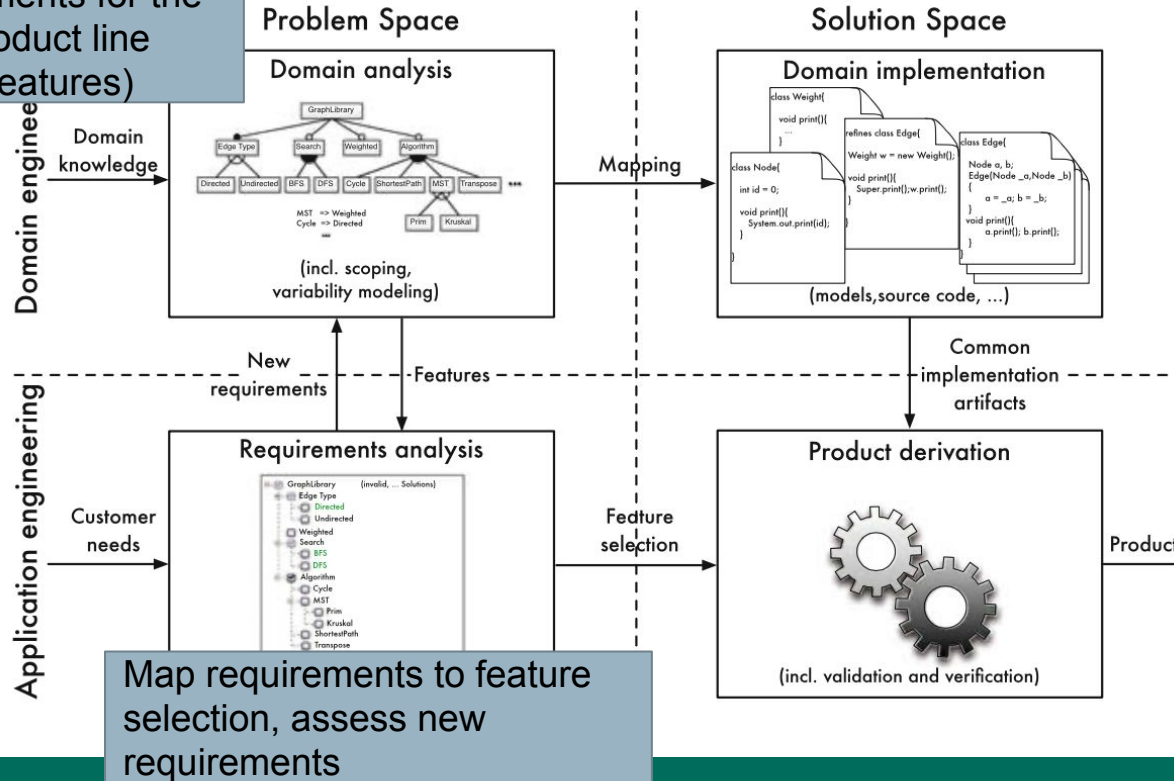 ments for the
oduct line
eatures)
Problem Space
Solution Space
Domain enginee
Domain
knowledge
Domain analysis
GraphLibrary
Edge Type
Search
Weighted
Algorithm
Directed
Undirected
BFS
DFS
Cycle
ShortestPath
MST
Transpose
•••
Prim
Kruskal
MST => Weighted
Cycle => Directed
•••
(incl. scoping,
variability modeling)
Mapping
Domain implementation
class Weight{
void print(){
...
}
refines class Edge{
Weight w = new Weight();
void print(){
Super.print();w.print();
}
}
class Node{
int id = 0;
void print(){
System.out.print(id);
}
}
class Edge{
Node a, b;
Edge(Node _a,Node _b)
{
a = _a; b = _b;
}
void print(){
a.print(); b.print();
}
}
(models,source code, ...)
New
requirements
Features
Common
implementation
artifacts
Application engineering
Customer
needs
Requirements analysis
GraphLibrary (invalid, ... Solutions)
Edge Type
Directed
Undirected
Weighted
Search
BFS
DFS
Algorithm
Cycle
MST
Prim
Kruskal
ShortestPath
Transpose
Feature
selection
Product derivation
(incl. validation and verification)
Product
Map requirements to feature
selection, assess new
requirements